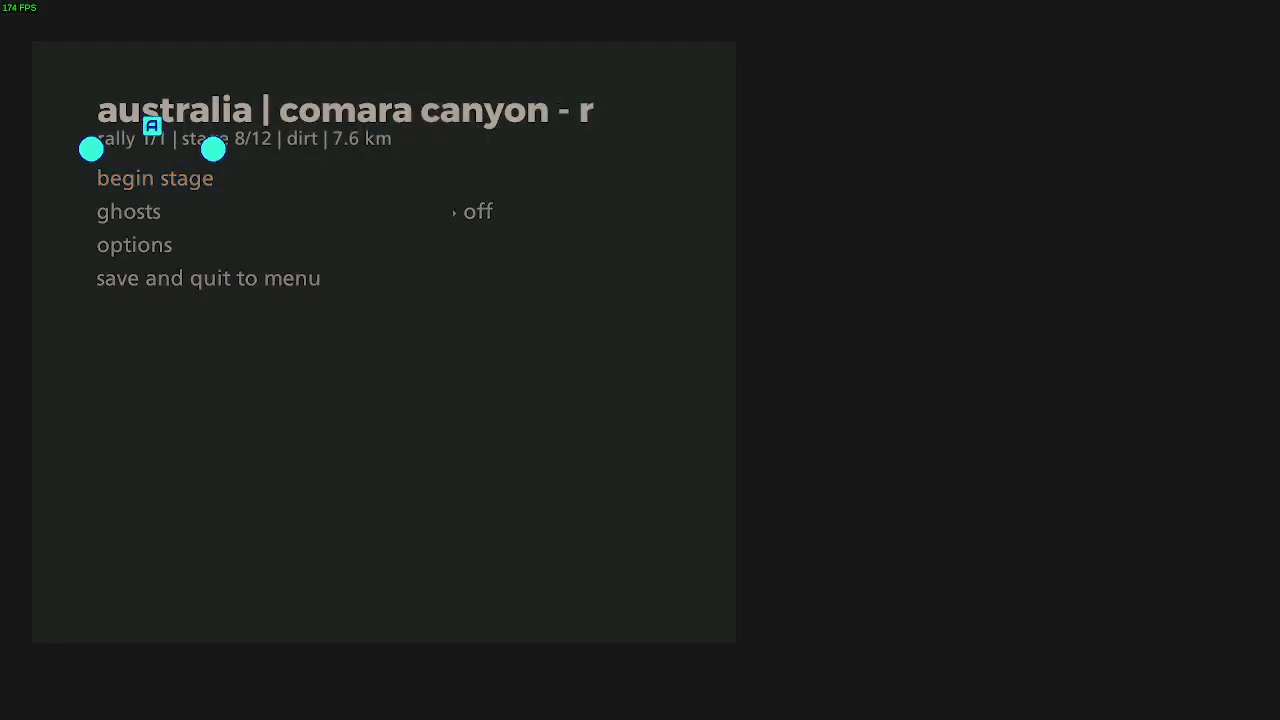 174 FPS
australia | comara canyon - r
A
rally 1/1 | stage 8/12 | dirt | 7.6 km
begin stage
ghosts › off
options
save and quit to menu